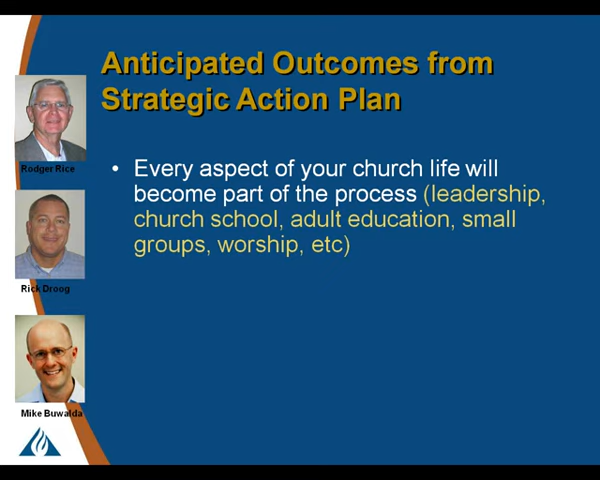 Anticipated Outcomes from
Strategic Action Plan
Rodger Rice
• Every aspect of your church life will
become part of the process (leadership,
church school, adult education, small
groups, worship, etc)
Rick Droog
Mike Buwalda